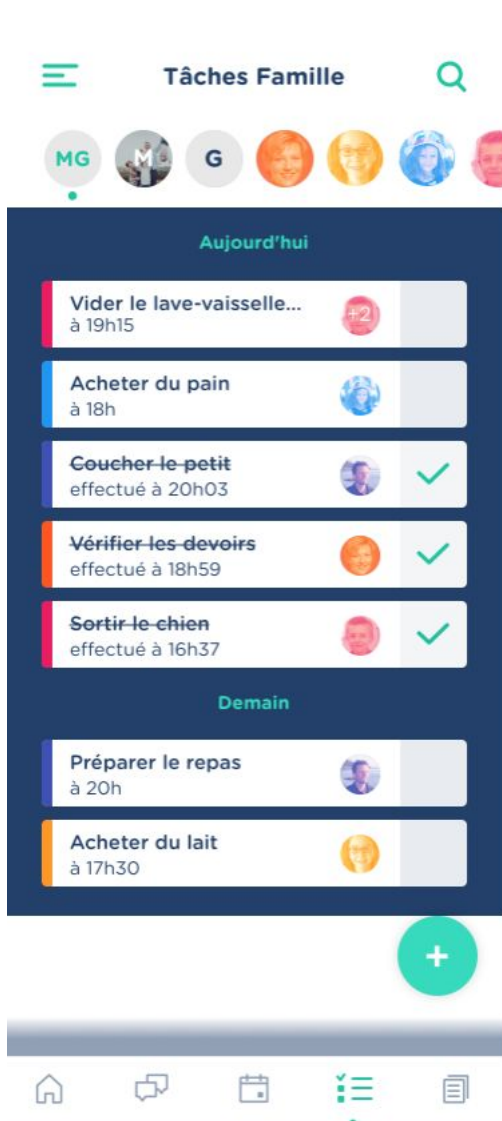 Tâches Famille
MG
M
G
Aujourd'hui
Vider le lave-vaisselle...
à 19h15
+2
Acheter du pain
à 18h
Coucher le petit
effectué à 20h03
Vérifier les devoirs
effectué à 18h59
Sortir le chien
effectué à 16h37
Demain
Préparer le repas
à 20h
Acheter du lait
à 17h30
+